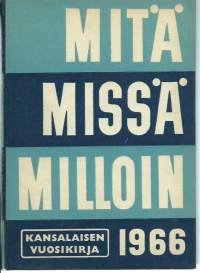 MITÄ
MISSÄ
MILLOIN
KANSALAISEN
VUOSIKIRJA
1966